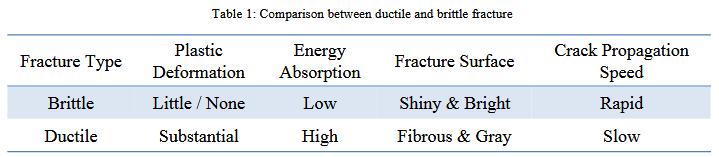 Table 1: Comparison between ductile and brittle fracture
Fracture Type Plastic Deformation Energy Absorption Fracture Surface Crack Propagation Speed
Brittle Little / None Low Shiny & Bright Rapid
Ductile Substantial High Fibrous & Gray Slow